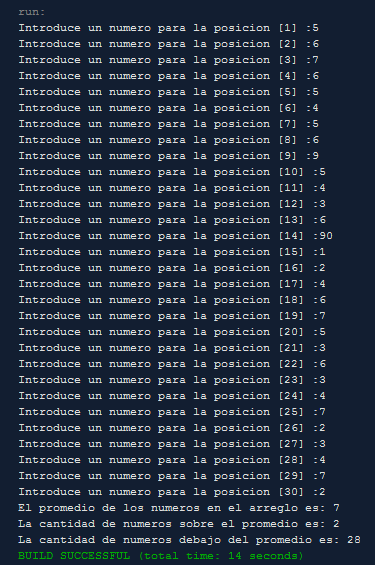 run:
Introduce un numero para la posicion [1] :5
Introduce un numero para la posicion [2] :6
Introduce un numero para la posicion [3] :7
Introduce un numero para la posicion [4] :6
Introduce un numero para la posicion [5] :5
Introduce un numero para la posicion [6] :4
Introduce un numero para la posicion [7] :5
Introduce un numero para la posicion [8] :6
Introduce un numero para la posicion [9] :9
Introduce un numero para la posicion [10] :5
Introduce un numero para la posicion [11] :4
Introduce un numero para la posicion [12] :3
Introduce un numero para la posicion [13] :6
Introduce un numero para la posicion [14] :90
Introduce un numero para la posicion [15] :1
Introduce un numero para la posicion [16] :2
Introduce un numero para la posicion [17] :4
Introduce un numero para la posicion [18] :6
Introduce un numero para la posicion [19] :7
Introduce un numero para la posicion [20] :5
Introduce un numero para la posicion [21] :3
Introduce un numero para la posicion [22] :6
Introduce un numero para la posicion [23] :3
Introduce un numero para la posicion [24] :4
Introduce un numero para la posicion [25] :7
Introduce un numero para la posicion [26] :2
Introduce un numero para la posicion [27] :3
Introduce un numero para la posicion [28] :4
Introduce un numero para la posicion [29] :7
Introduce un numero para la posicion [30] :2
El promedio de los numeros en el arreglo es: 7
La cantidad de numeros sobre el promedio es: 2
La cantidad de numeros debajo del promedio es: 28
BUILD SUCCESSFUL (total time: 14 seconds)